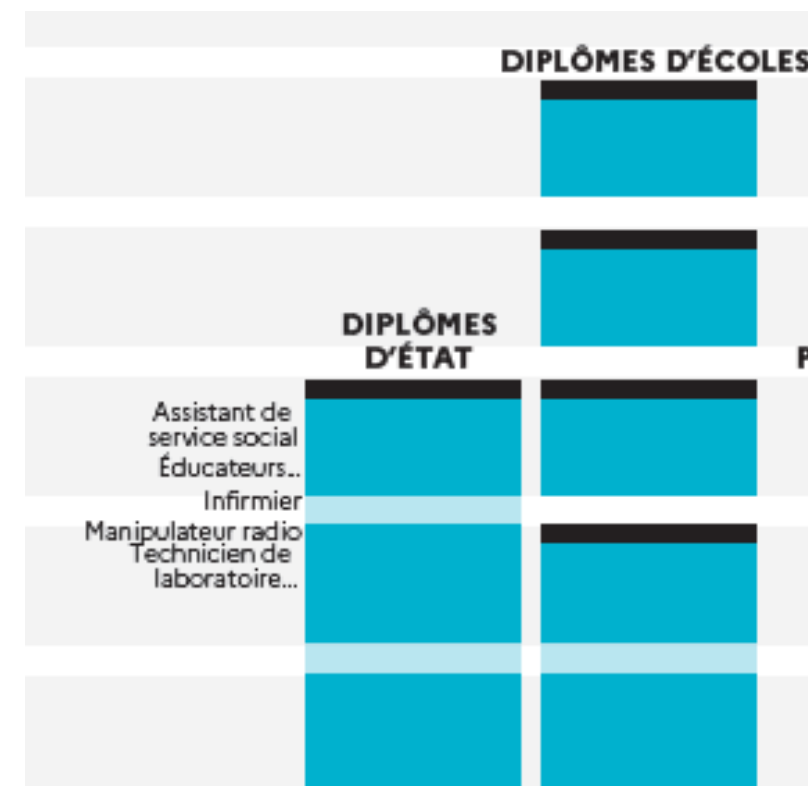 DIPLÔMES D'ÉCOLES
DIPLÔMES
D'ÉTAT
Assistant de
service social
Éducateurs...
Infirmier
Manipulateur radio
Technicien de
laboratoire...